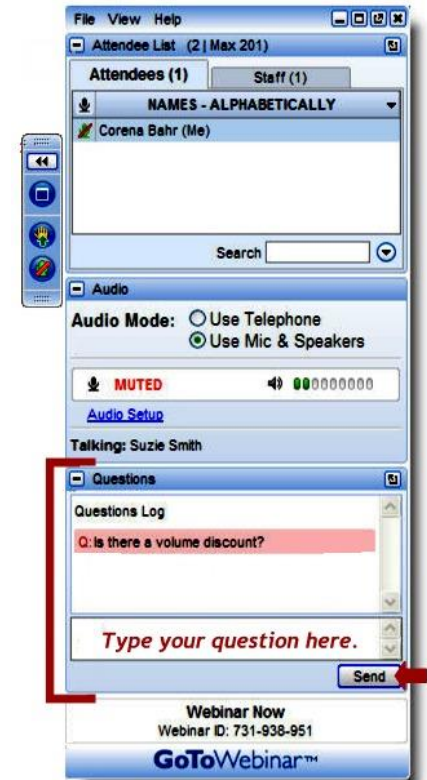 File View Help
Attendee List (2 | Max 201)
Attendees (1) Staff (1)
NAMES - ALPHABETICALLY
Corena Bahr (Me)
Search
Audio
Audio Mode: Use Telephone
Use Mic & Speakers
MUTED
Audio Setup
Talking: Suzie Smith
Questions
Questions Log
Q: Is there a volume discount?
Type your question here.
Send
Webinar Now
Webinar ID: 731-938-951
GoToWebinar™